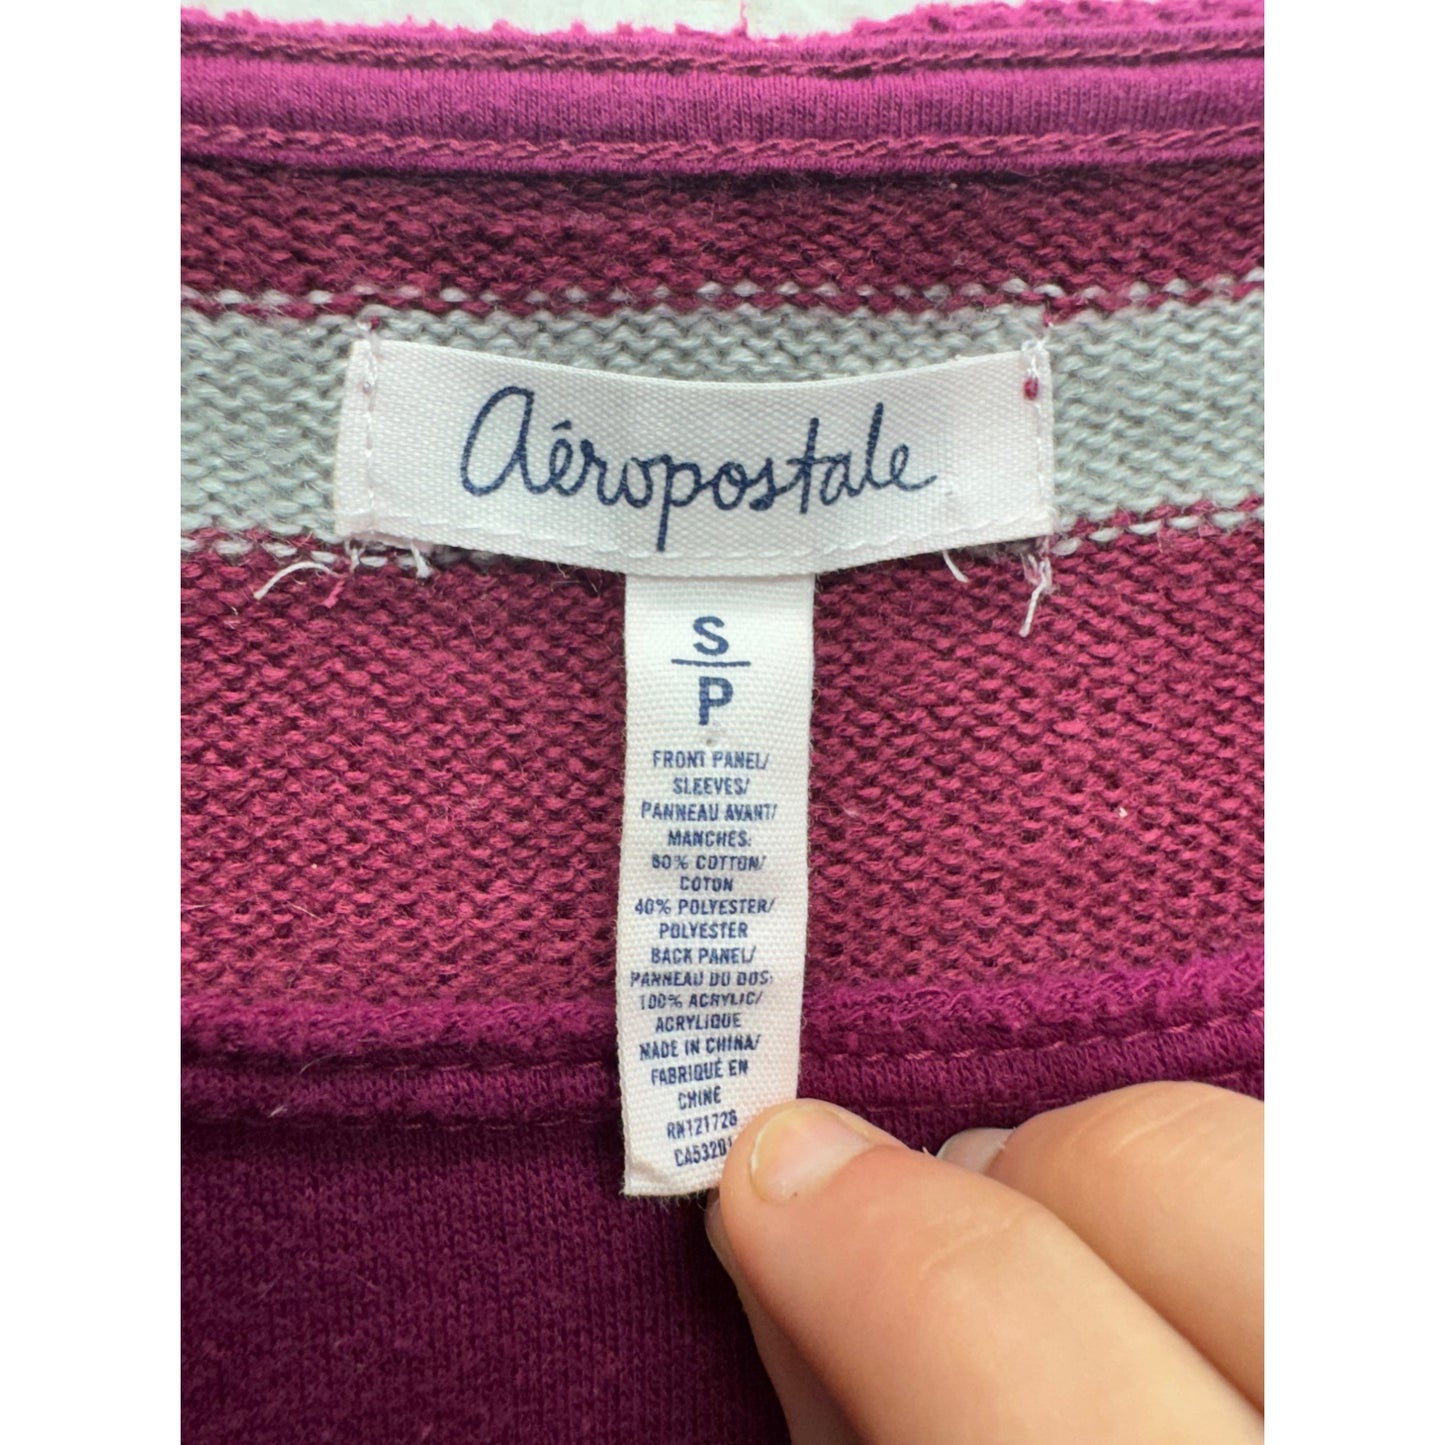 aéropostale
S
P
FRONT PANEL/
SLEEVES/
PANNEAU AVANT/
MANCHES:
60% COTTON/
COTON
40% POLYESTER/
POLYESTER
BACK PANEL/
PANNEAU DU DOS:
100% ACRYLIC/
ACRYLIQUE
MADE IN CHINA/
FABRIQUÉ EN
CHINE
RN121726